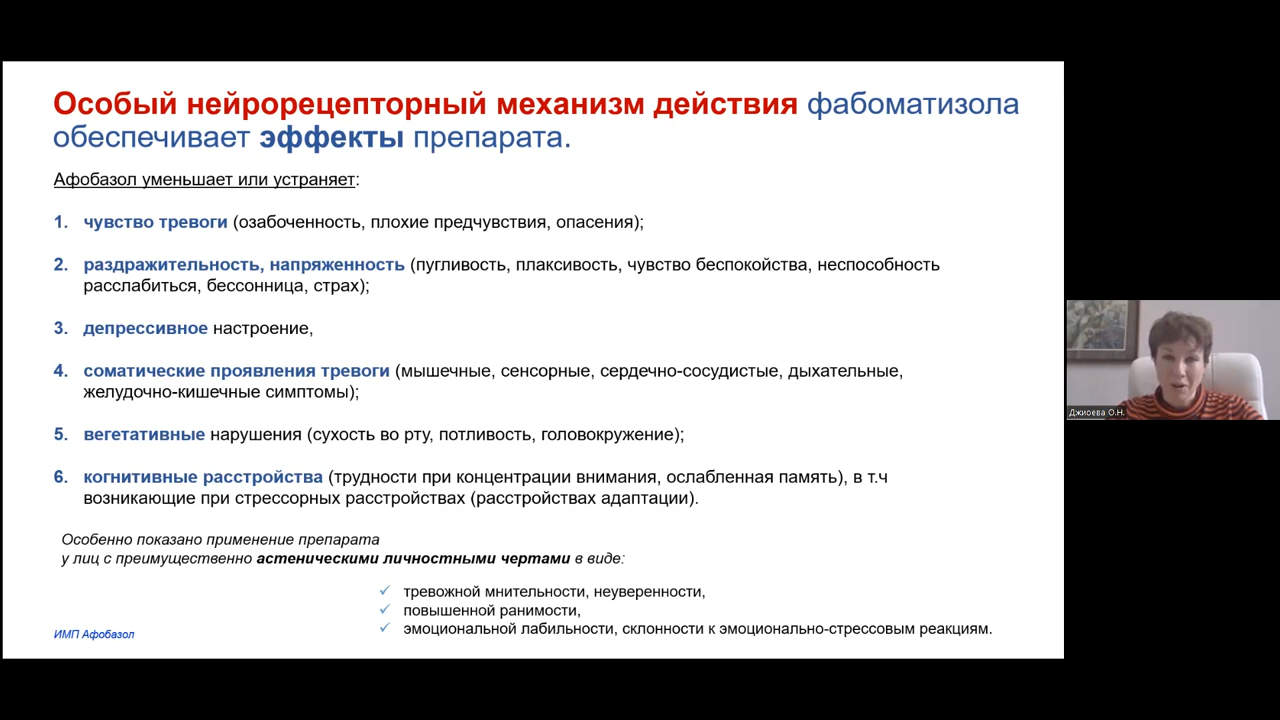 Особый нейрорецепторный механизм действия фабоматизола
обеспечивает эффекты препарата.
Афобазол уменьшает или устраняет:
1. чувство тревоги (озабоченность, плохие предчувствия, опасения);
2. раздражительность, напряженность (пугливость, плаксивость, чувство беспокойства, неспособность
расслабиться, бессонница, страх);
3. депрессивное настроение,
4. соматические проявления тревоги (мышечные, сенсорные, сердечно-сосудистые, дыхательные,
желудочно-кишечные симптомы);
5. вегетативные нарушения (сухость во рту, потливость, головокружение);
6. когнитивные расстройства (трудности при концентрации внимания, ослабленная память), в т.ч
возникающие при стрессорных расстройствах (расстройствах адаптации).
Особенно показано применение препарата
у лиц с преимущественно астеническими личностными чертами в виде:
✓ тревожной мнительности, неуверенности,
✓ повышенной ранимости,
✓ эмоциональной лабильности, склонности к эмоционально-стрессовым реакциям.
ИМП Афобазол
Джиоева О.Н.